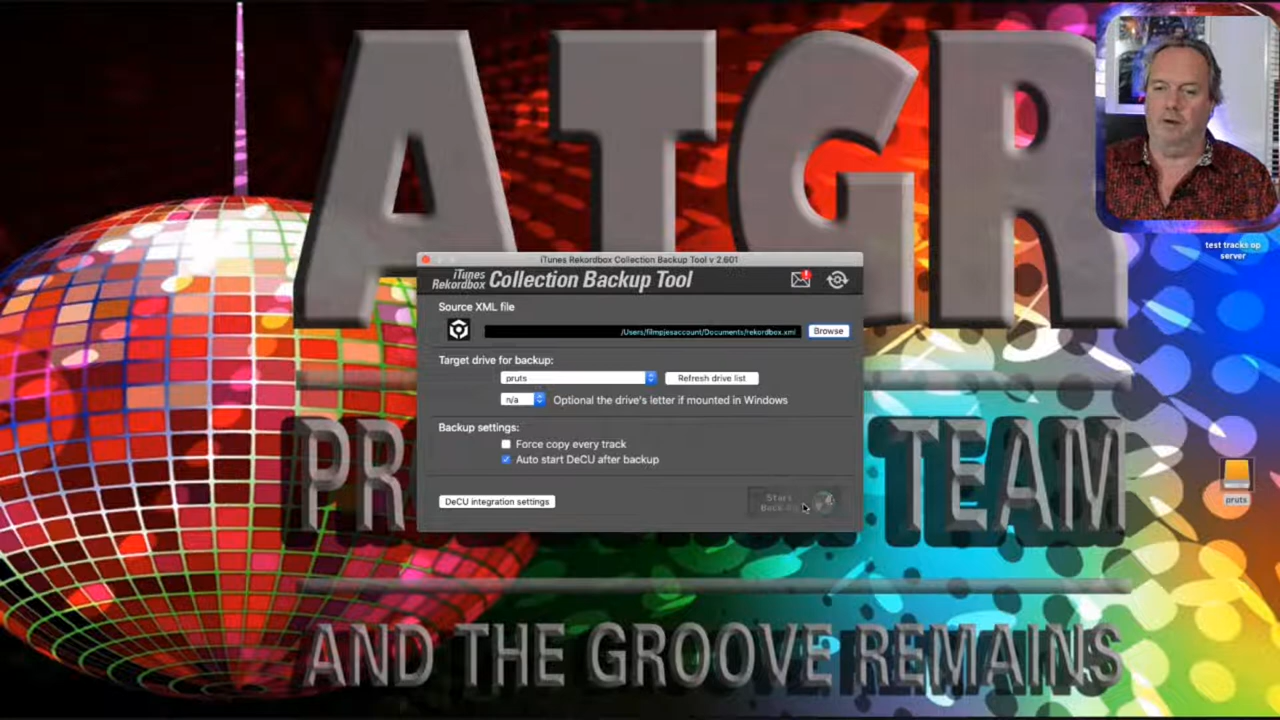 ATGR
test tracks op
server
iTunes Rekordbox Collection Backup Tool v 2.601
iTunes
Rekordbox Collection Backup Tool
Source XML file
/Users/filmpjesaccount/Documents/rekordbox.xml
Browse
Target drive for backup:
pruts
Refresh drive list
n/a
Optional the drive's letter if mounted in Windows
Backup settings:
Force copy every track
Auto start DeCU after backup
DeCU integration settings
Start
PR
TEAM
pruts
AND THE GROOVE REMAINS